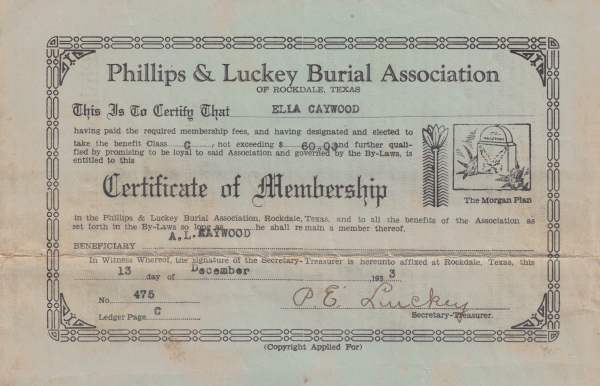 Phillips & Luckey Burial Association
OF ROCKDALE, TEXAS
This Is To Certify That ELLA CAYWOOD
having paid the required membership fees, and having designated and elected to
take the benefit Class C, not exceeding $ 60.00 and further quali-
fied by promising to be loyal to said Association and governed by the By-Laws, is
entitled to this
Certificate of Membership
The Morgan Plan
in the Phillips & Luckey Burial Association, Rockdale, Texas, and to all the benefits of the Association as
set forth in the By-Laws so long as he shall remain a member thereof.
A.L. CAYWOOD
BENEFICIARY
In Witness Whereof, the signature of the Secretary-Treasurer is hereunto affixed at Rockdale, Texas, this
13 day of December 1933
No. 475 P. E. Luckey
Ledger Page C Secretary-Treasurer.
(Copyright Applied For)